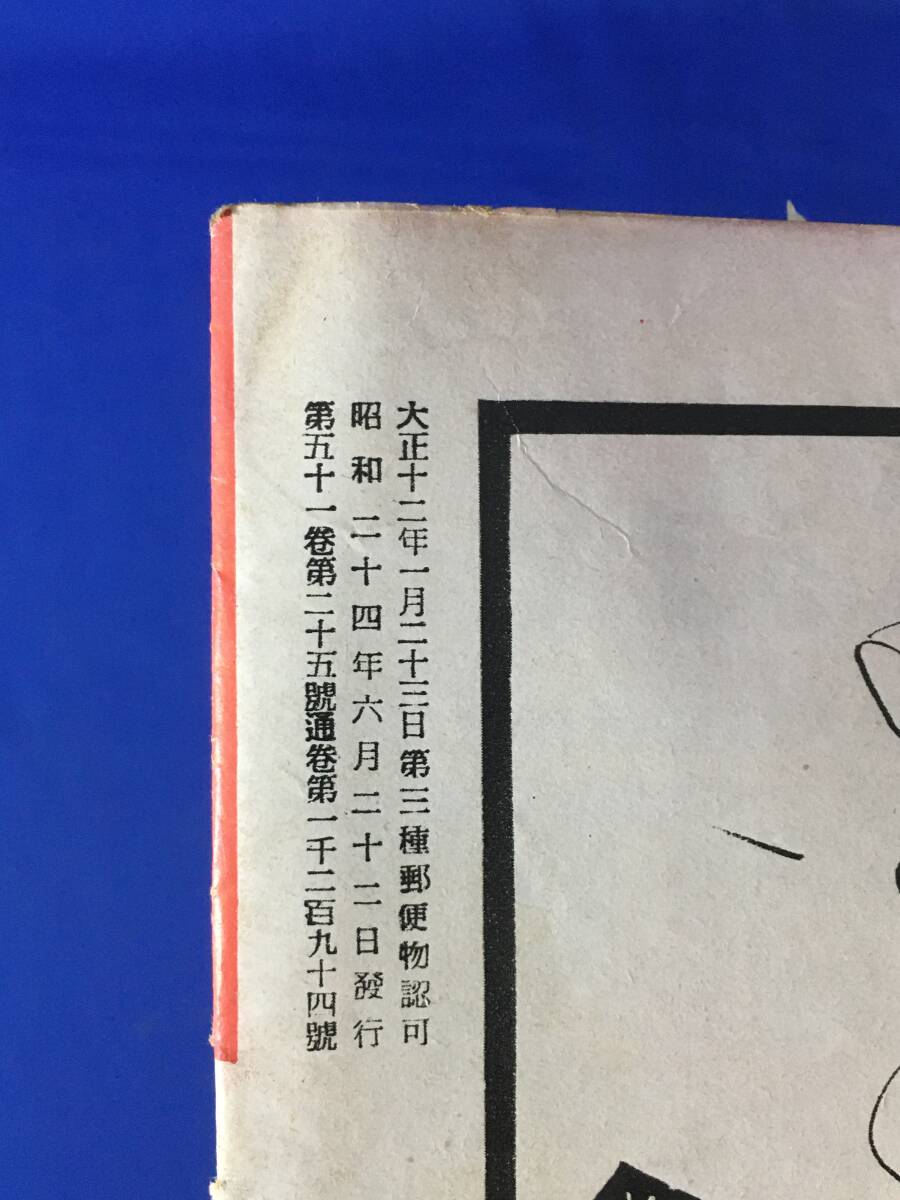 大正十二年一月二十三日第三種郵便物認可
昭和二十四年六月二十二日發行
第五十一卷第二十五號通卷第一千二百九十四號